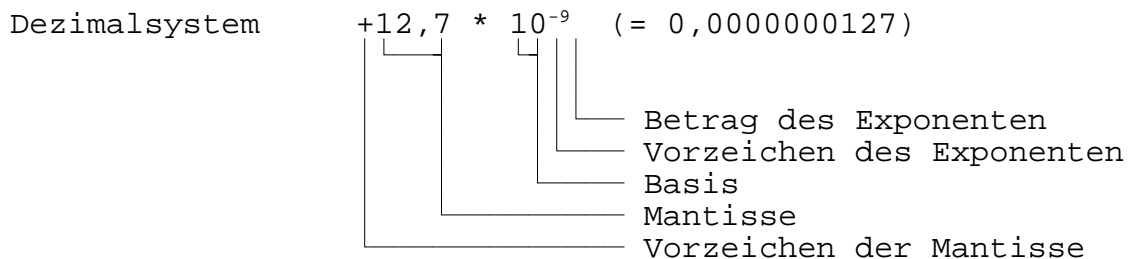 Dezimalsystem +12,7 * 10⁻⁹ (= 0,0000000127)
Betrag des Exponenten
Vorzeichen des Exponenten
Basis
Mantisse
Vorzeichen der Mantisse